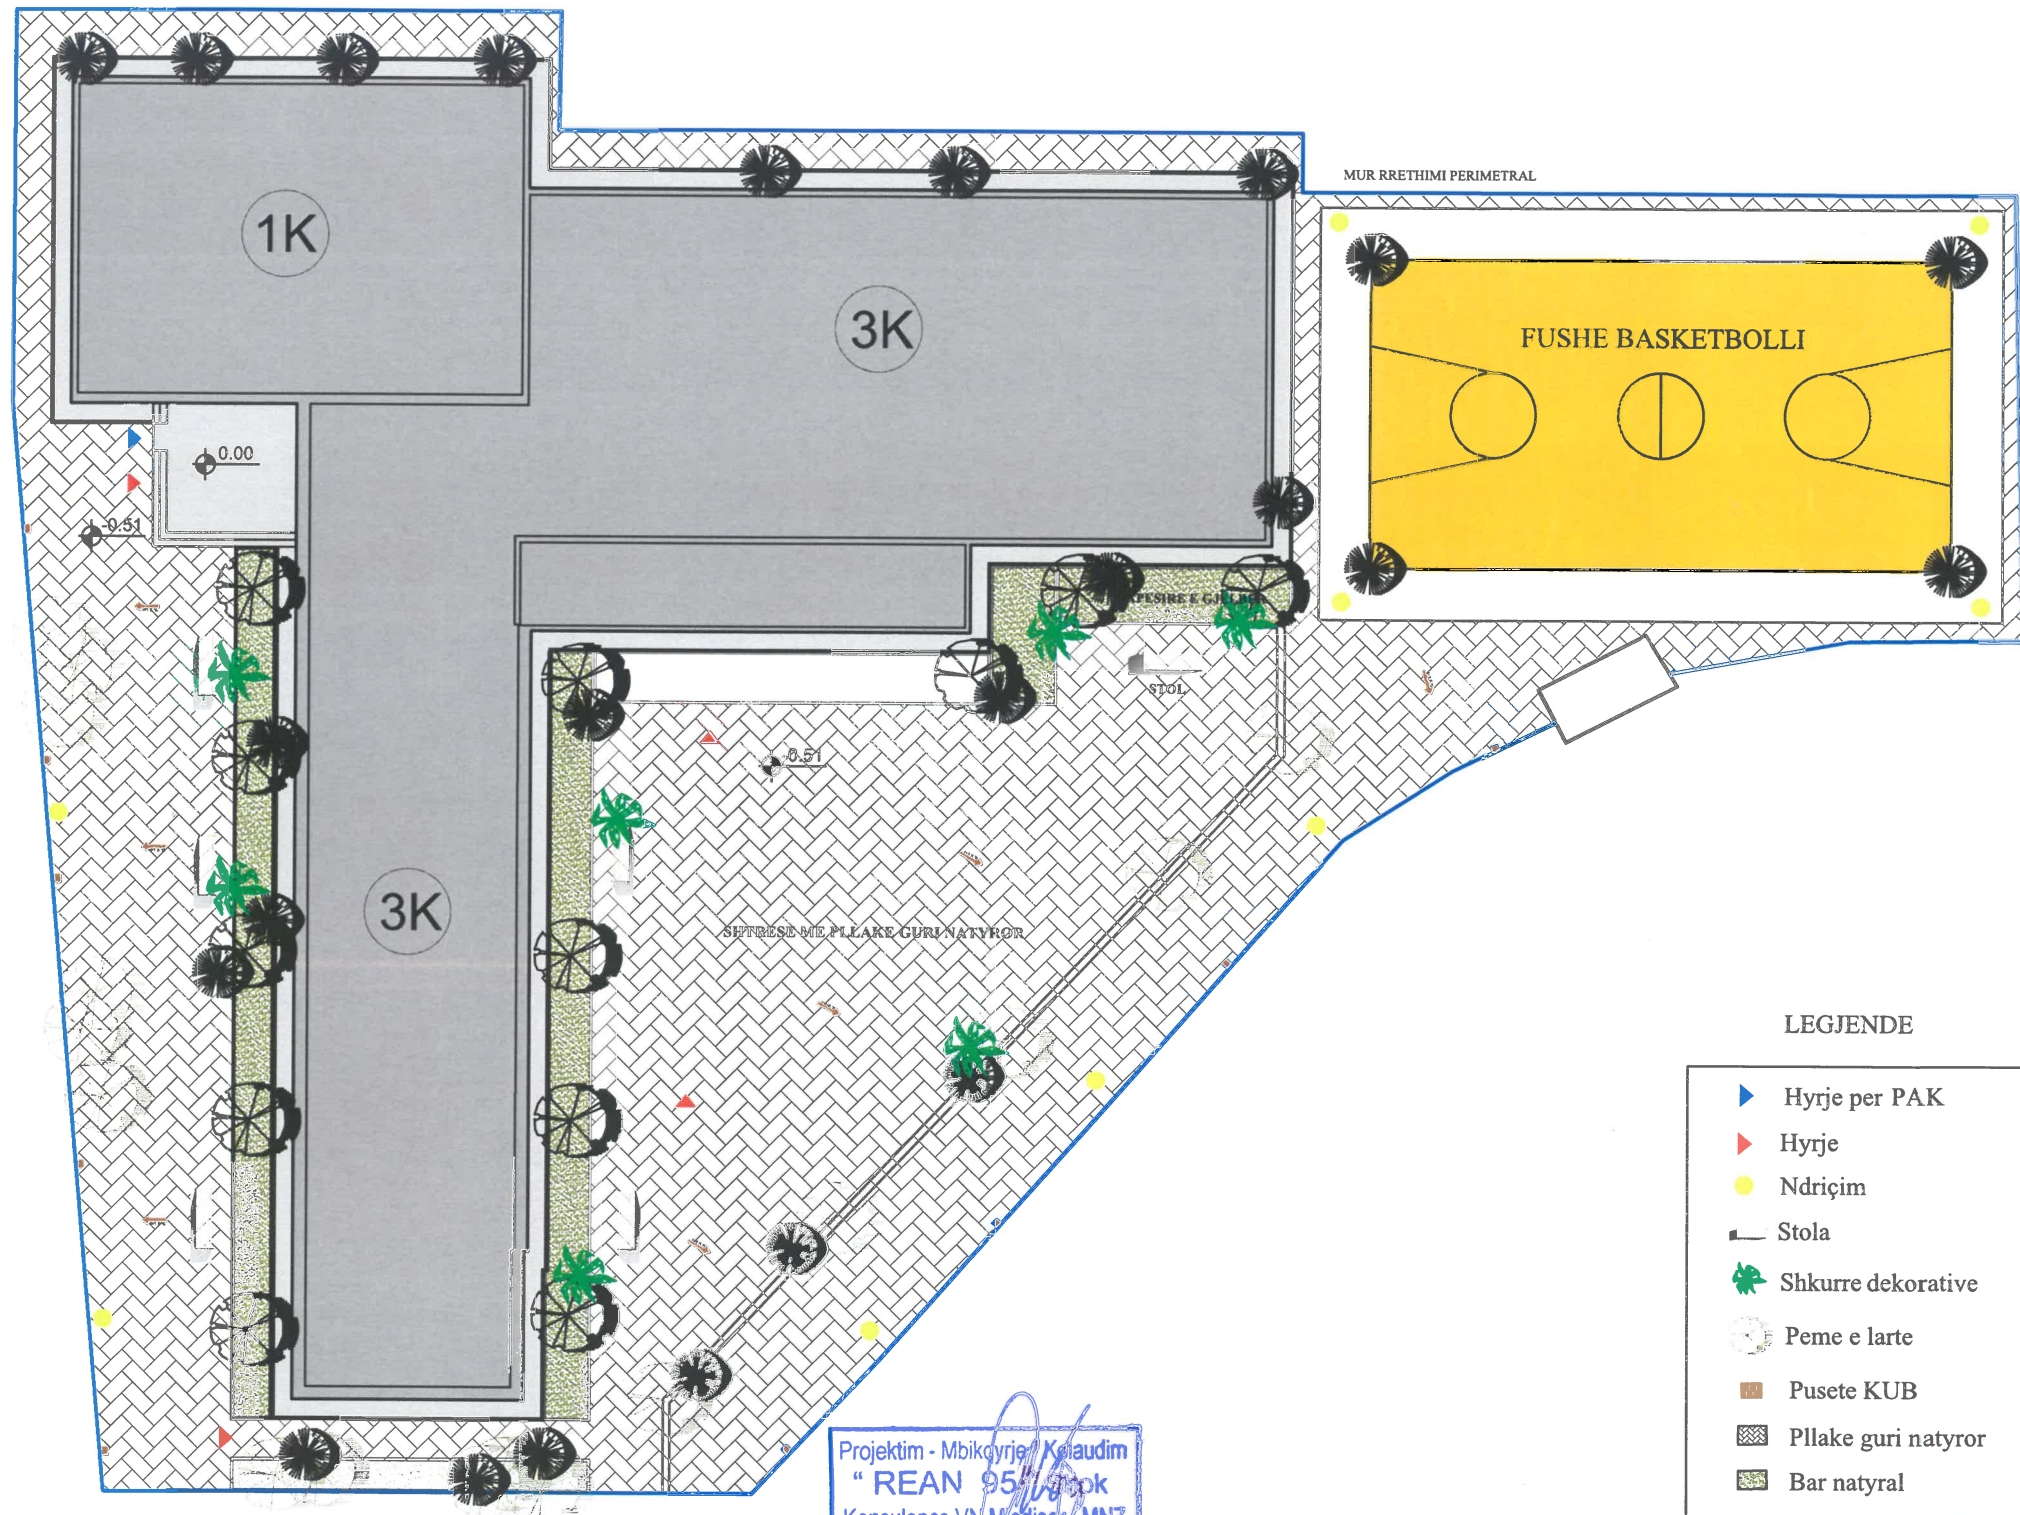 1K
MUR RRETHIMI PERIMETRAL
3K
FUSHE BASKETBOLLI
0.00
-0.51
STOL
-0.51
3K
SHTRESE ME PLLAKE GURI NATYROR
LEGJENDE
Hyrje per PAK
Hyrje
Ndriçim
Stola
Shkurre dekorative
Peme e larte
Pusete KUB
Pllake guri natyror
Bar natyral
Projektim - Mbikqyrje Kolaudim
“ REAN 95”